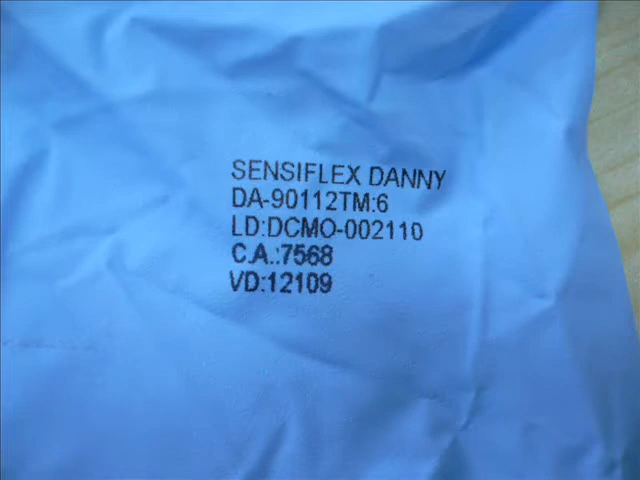 SENSIFLEX DANNY
DA-90112TM:6
LD:DCMO-002110
C.A.:7568
VD:12109